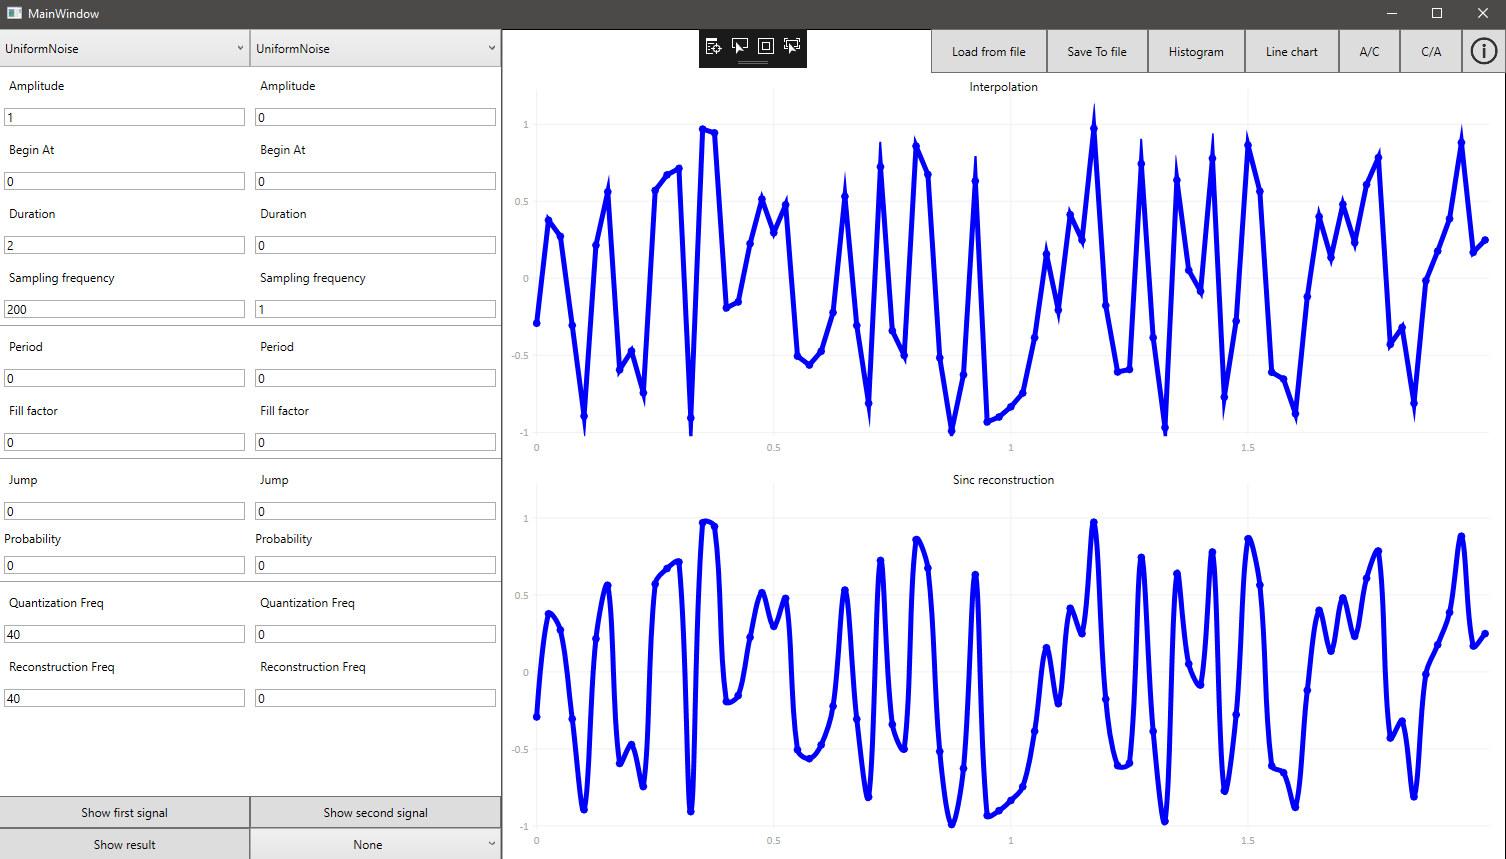 MainWindow
UniformNoise UniformNoise
Load from file Save To file Histogram Line chart A/C C/A
Amplitude Amplitude
1 0
Begin At Begin At
0 0
Duration Duration
2 0
Sampling frequency Sampling frequency
200 1
Period Period
0 0
Fill factor Fill factor
0 0
Jump Jump
0 0
Probability Probability
0 0
Quantization Freq Quantization Freq
40 0
Reconstruction Freq Reconstruction Freq
40 0
Show first signal Show second signal
Show result None
Interpolation
1
0.5
0
-0.5
-1
0 0.5 1 1.5
Sinc reconstruction
1
0.5
0
-0.5
-1
0 0.5 1 1.5